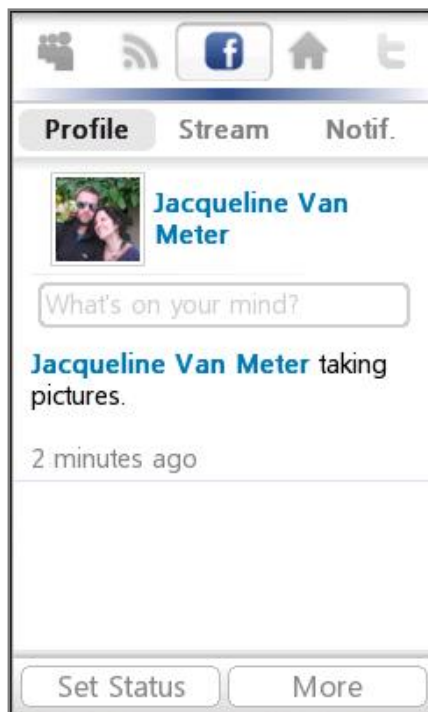 Profile Stream Notif.
Jacqueline Van
Meter
What's on your mind?
Jacqueline Van Meter taking
pictures.
2 minutes ago
Set Status More